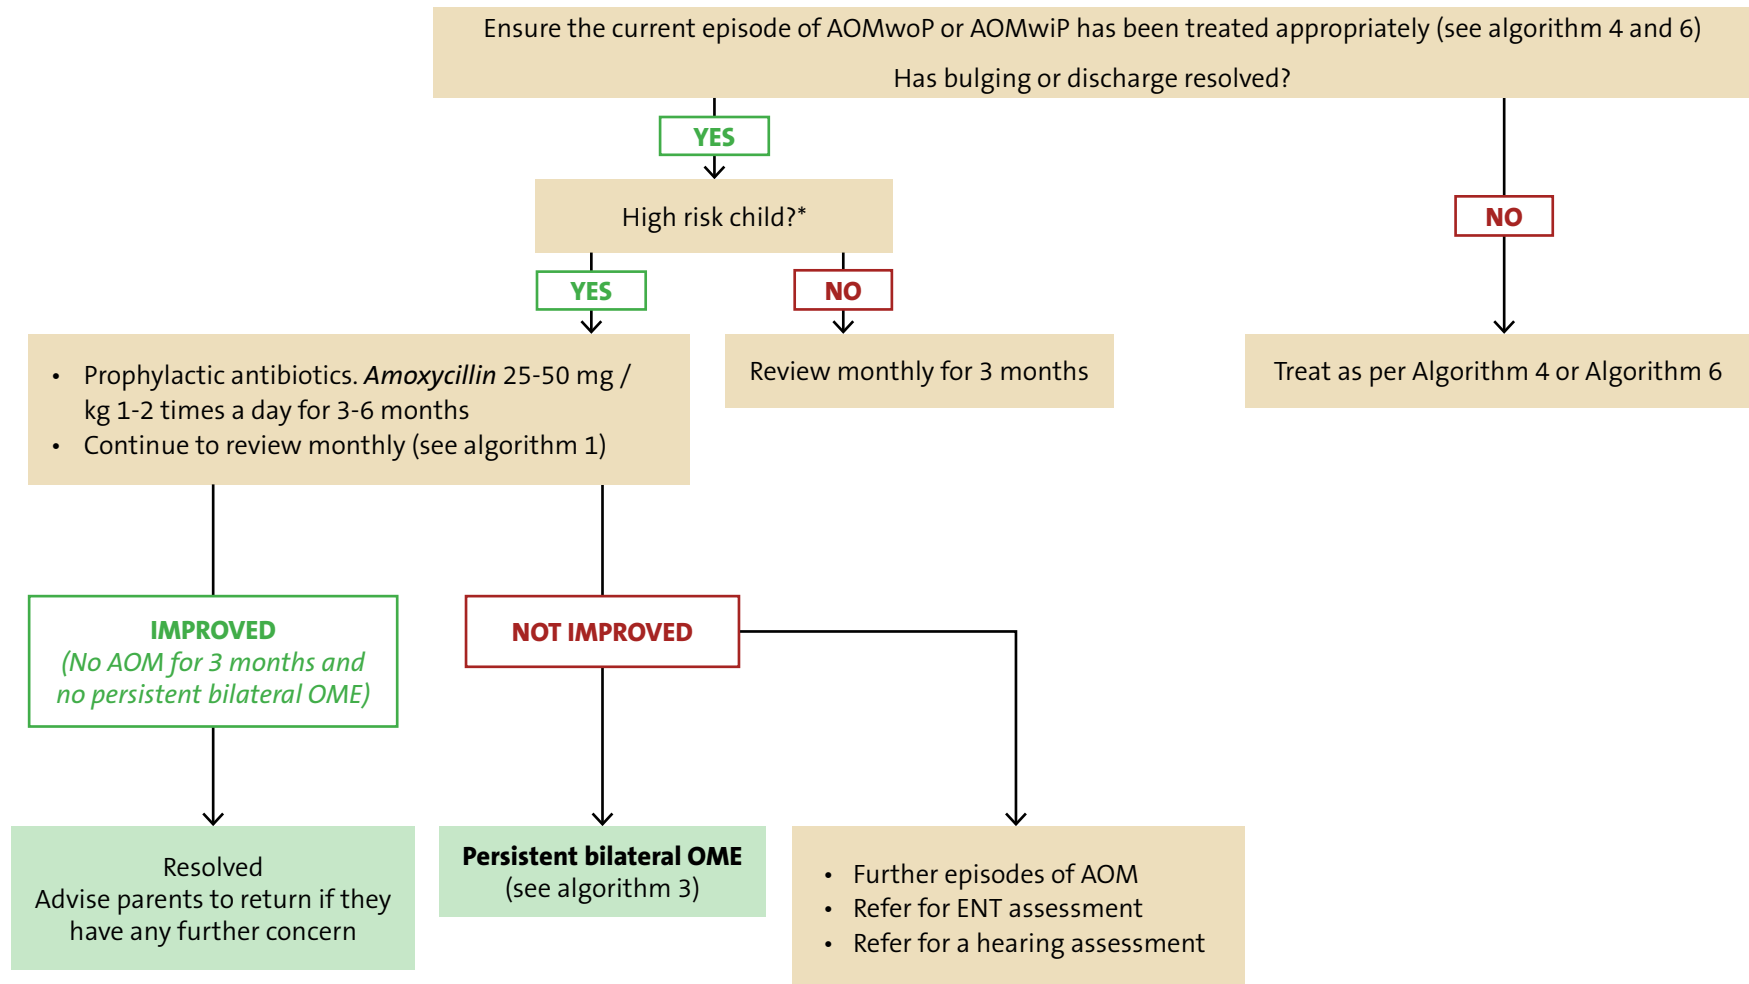 Ensure the current episode of AOMwoP or AOMwiP has been treated appropriately (see algorithm 4 and 6)
Has bulging or discharge resolved?
YES
NO
High risk child?*
YES
NO
• Prophylactic antibiotics. Amoxycillin 25-50 mg /
kg 1-2 times a day for 3-6 months
• Continue to review monthly (see algorithm 1)
Review monthly for 3 months
Treat as per Algorithm 4 or Algorithm 6
IMPROVED
(No AOM for 3 months and
no persistent bilateral OME)
NOT IMPROVED
Resolved
Advise parents to return if they
have any further concern
Persistent bilateral OME
(see algorithm 3)
• Further episodes of AOM
• Refer for ENT assessment
• Refer for a hearing assessment